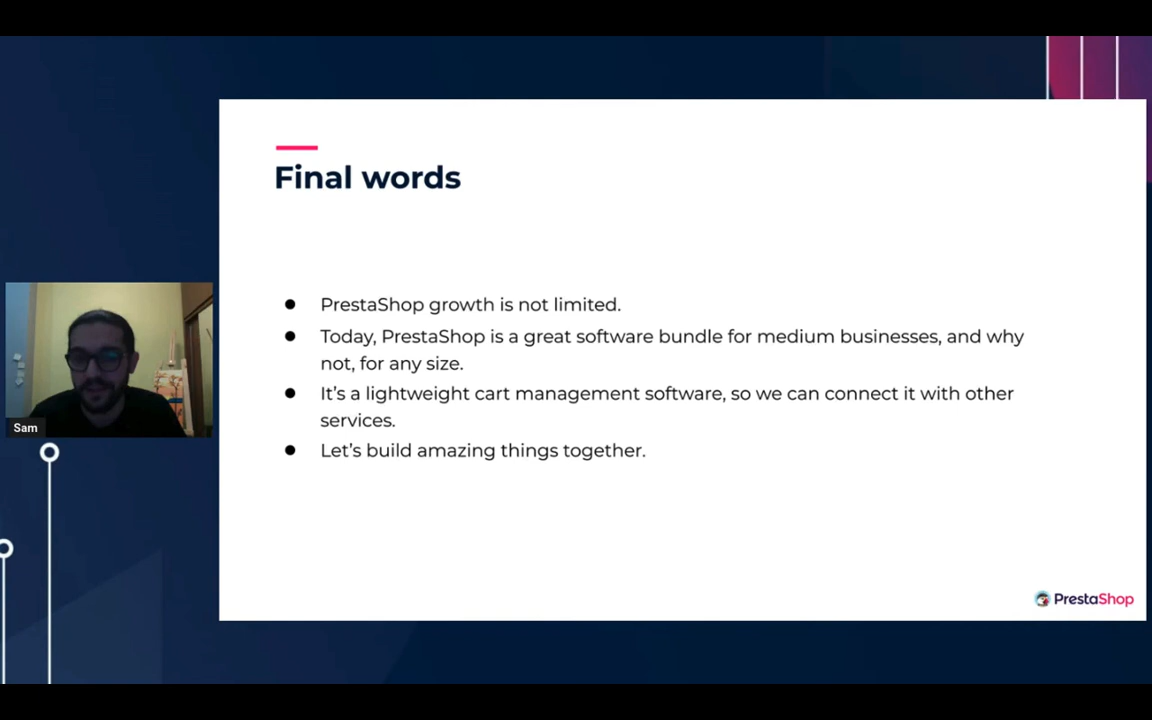 Final words
PrestaShop growth is not limited.
Today, PrestaShop is a great software bundle for medium businesses, and why
not, for any size.
It's a lightweight cart management software, so we can connect it with other
services.
Let's build amazing things together.
Sam
PrestaShop